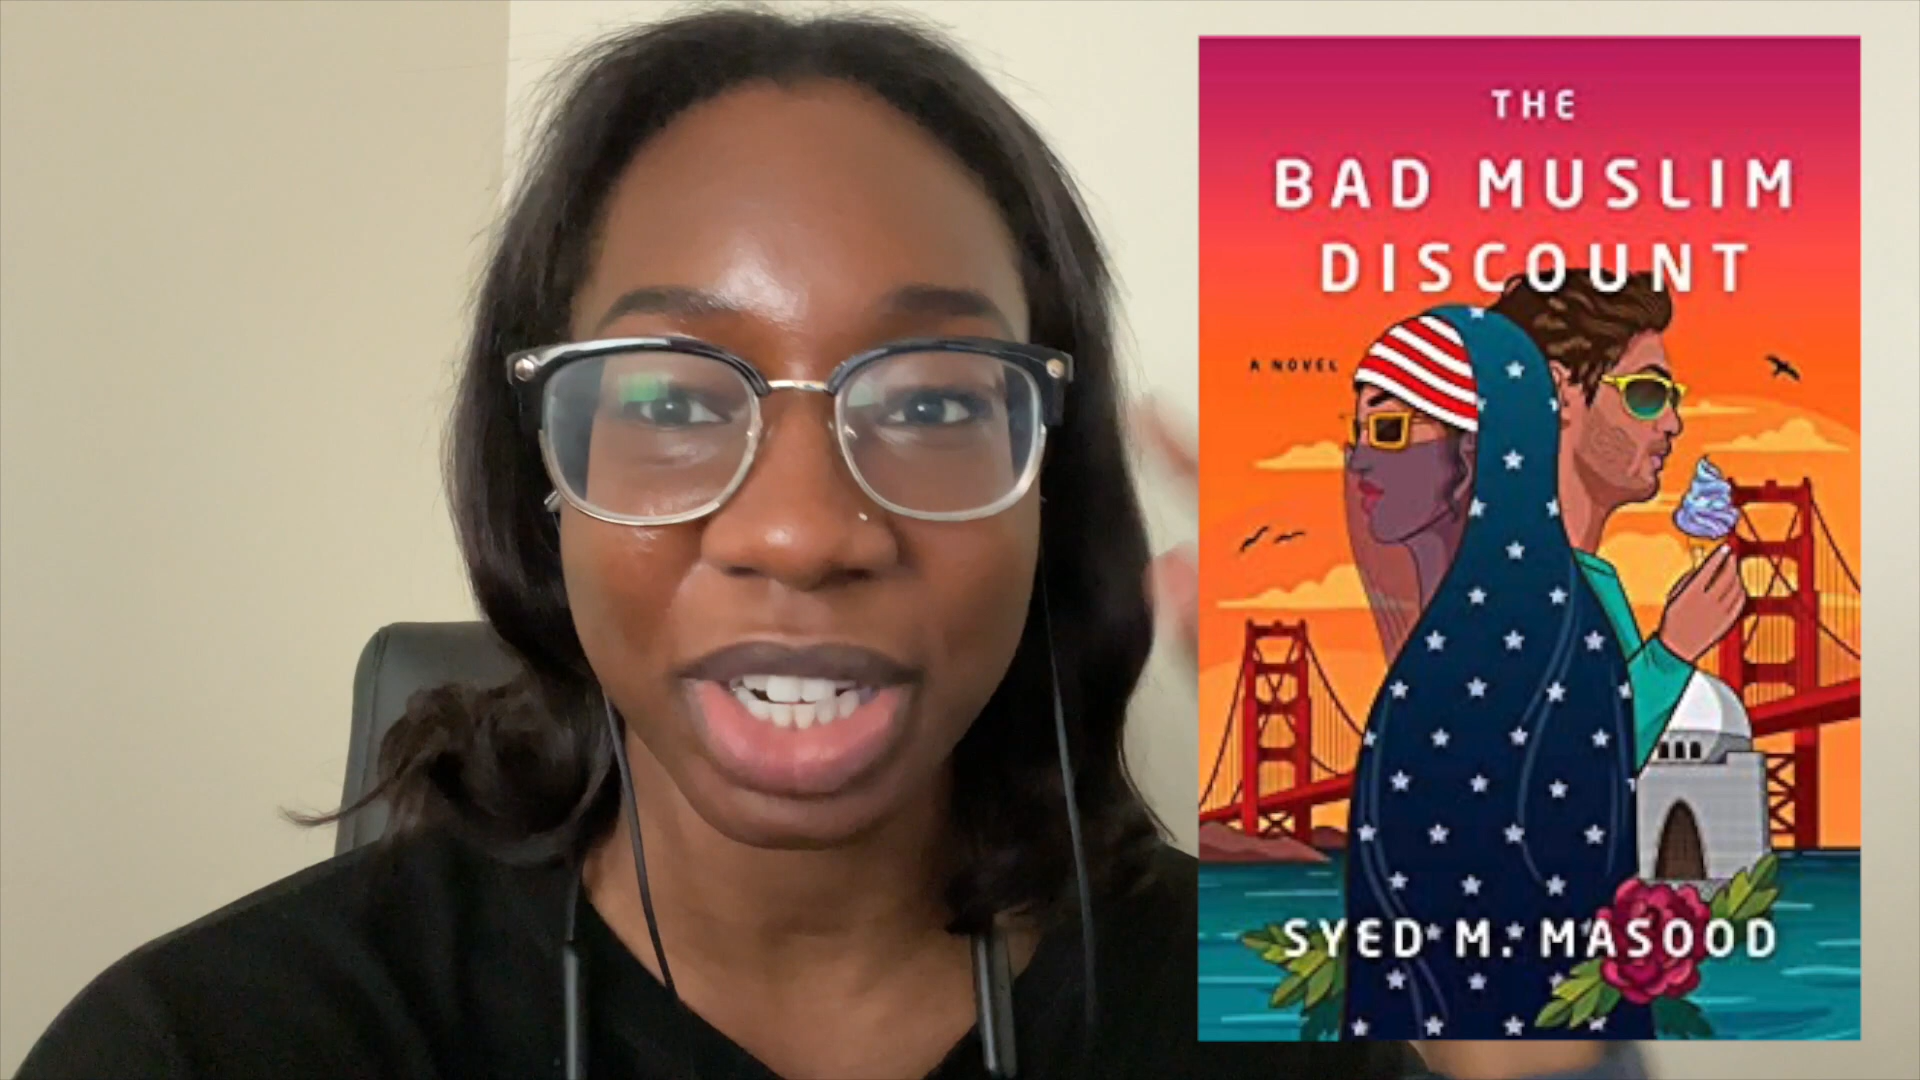 THE
BAD MUSLIM
DISCOUNT
A NOVEL
SYED M. MASOOD